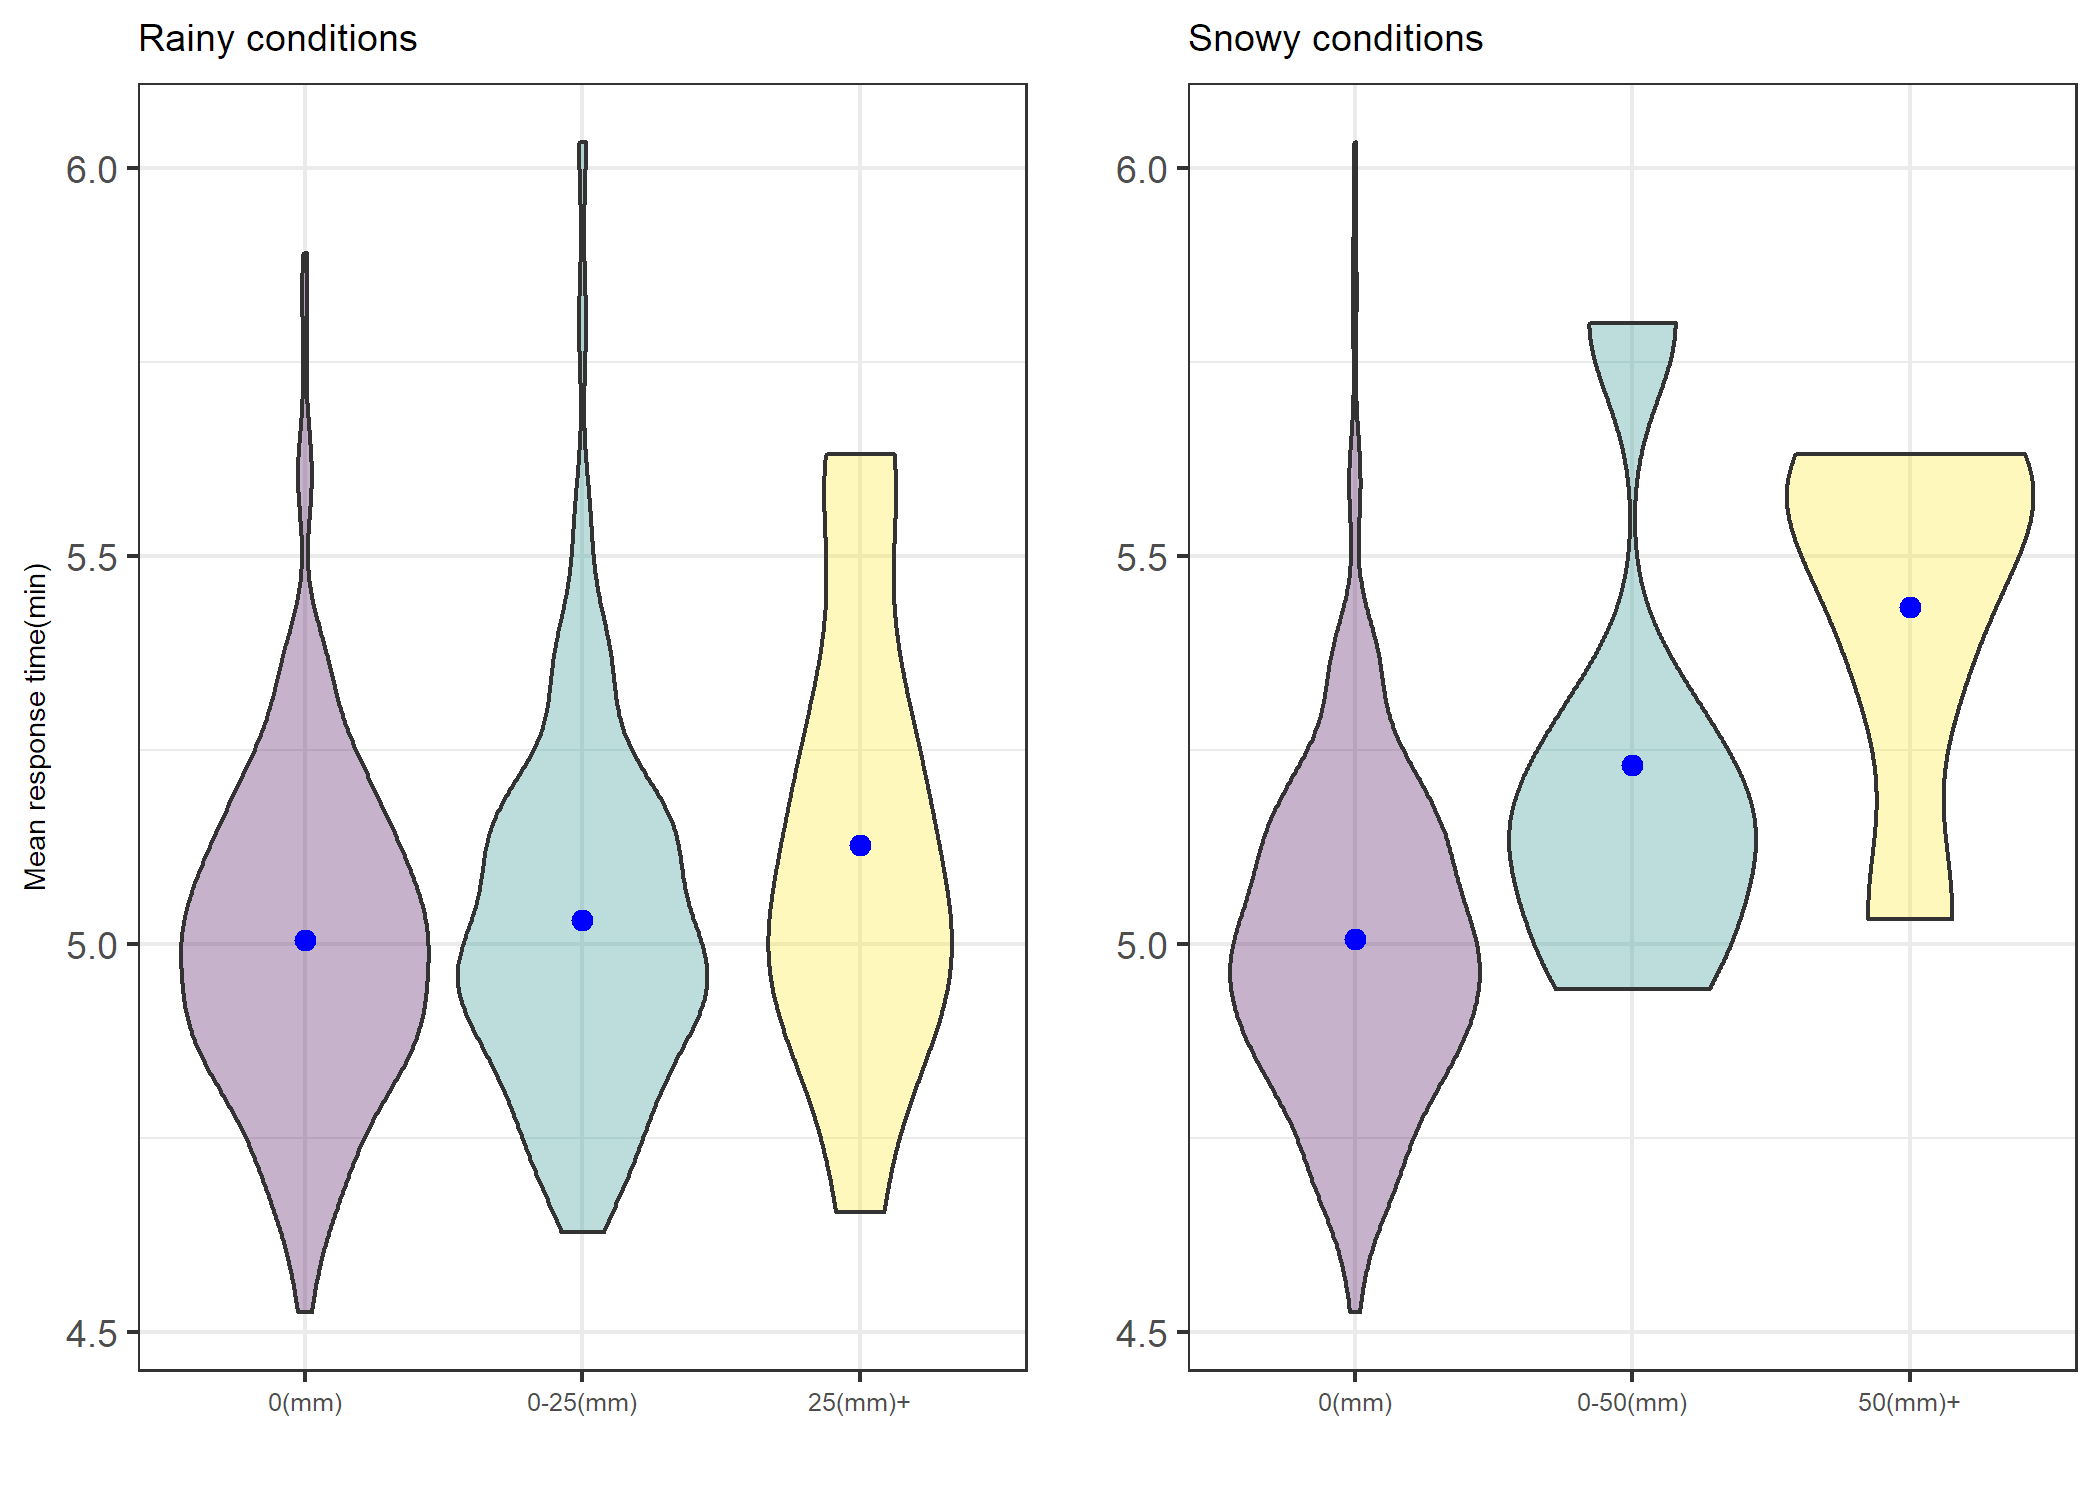 Rainy conditions
Snowy conditions
Mean response time(min)
6.0
5.5
5.0
4.5
0(mm)
0-25(mm)
25(mm)+
6.0
5.5
5.0
4.5
0(mm)
0-50(mm)
50(mm)+